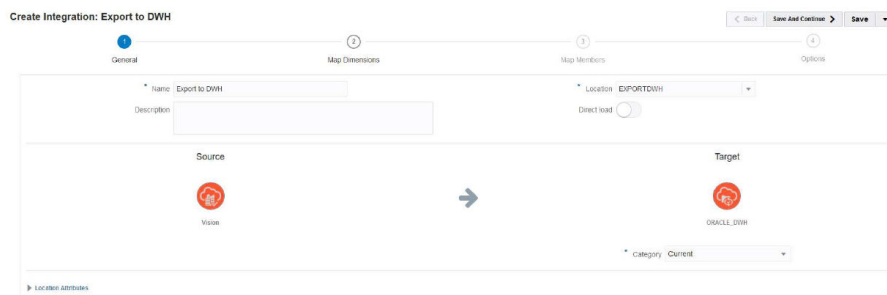 Create Integration: Export to DWH
< Back Save And Continue > Save
1 2 3 4
General Map Dimensions Map Members Options
* Name Export to DWH * Location EXPORTDWH
Description Direct load
Source Target
Vision ORACLE_DWH
* Category Current
Location Attributes